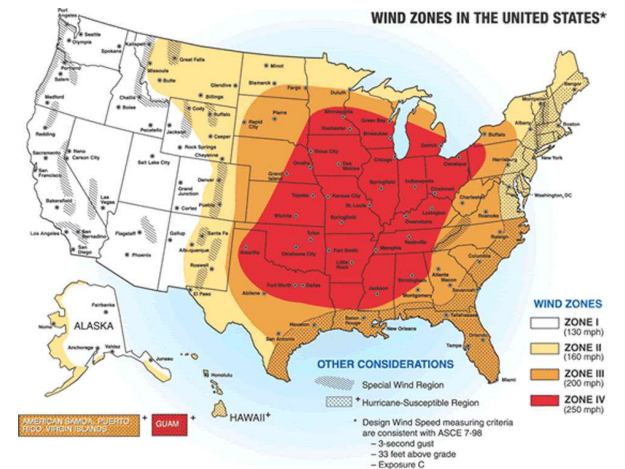 WIND ZONES IN THE UNITED STATES*
Port
Angeles
Seattle
Olympia
Spokane
Kalispell
Great Falls
Minot
Portland
Missoula
Salem
Butte
Glendive
Bismarck
Fargo
Duluth
Billings
Medford
Challis
Boise
Cody
Buffalo
Rapid
City
Pierre
Minneapolis
Rochester
Green Bay
Milwaukee
Detroit
Buffalo
Albany
Bangor
Boston
Montpelier
Redding
Pocatello
Jackson
Casper
Rock Springs
Cheyenne
Sioux City
Des
Moines
Omaha
Chicago
Cleveland
Harrisburg
New York
Sacramento
Reno
Carson City
San
Francisco
Salt Lake City
Grand
Island
Denver
Grand
Junction
Springfield
Indianapolis
Cincinnati
Charleston
Washington, DC
Topeka
Kansas City
St. Louis
Lexington
Roanoke
Bakersfield
Las
Vegas
Cortez
Pueblo
Wichita
Springfield
Owensboro
Raleigh
Los Angeles
San
Bernardino
Flagstaff
Gallup
Santa Fe
Albuquerque
Tulsa
Nashville
Amarillo
Oklahoma City
Fort Smith
Memphis
Columbia
San
Diego
Phoenix
Roswell
Little
Rock
Birmingham
Atlanta
Macon
El Paso
Abilene
Fort Worth
Dallas
Jackson
Montgomery
Savannah
Houston
Baton
Rouge
New Orleans
Tallahassee
San Antonio
Orlando
Tampa
Miami
Fairbanks
Nome
ALASKA
Anchorage
Valdez
Juneau
Honolulu
HAWAII+
WIND ZONES
ZONE I
(130 mph)
ZONE II
(160 mph)
ZONE III
(200 mph)
ZONE IV
(250 mph)
OTHER CONSIDERATIONS
Special Wind Region
+ Hurricane-Susceptible Region
* Design Wind Speed measuring criteria
are consistent with ASCE 7-98
– 3-second gust
– 33 feet above grade
– Exposure C
AMERICAN SAMOA, PUERTO
RICO, VIRGIN ISLANDS
+
GUAM
+